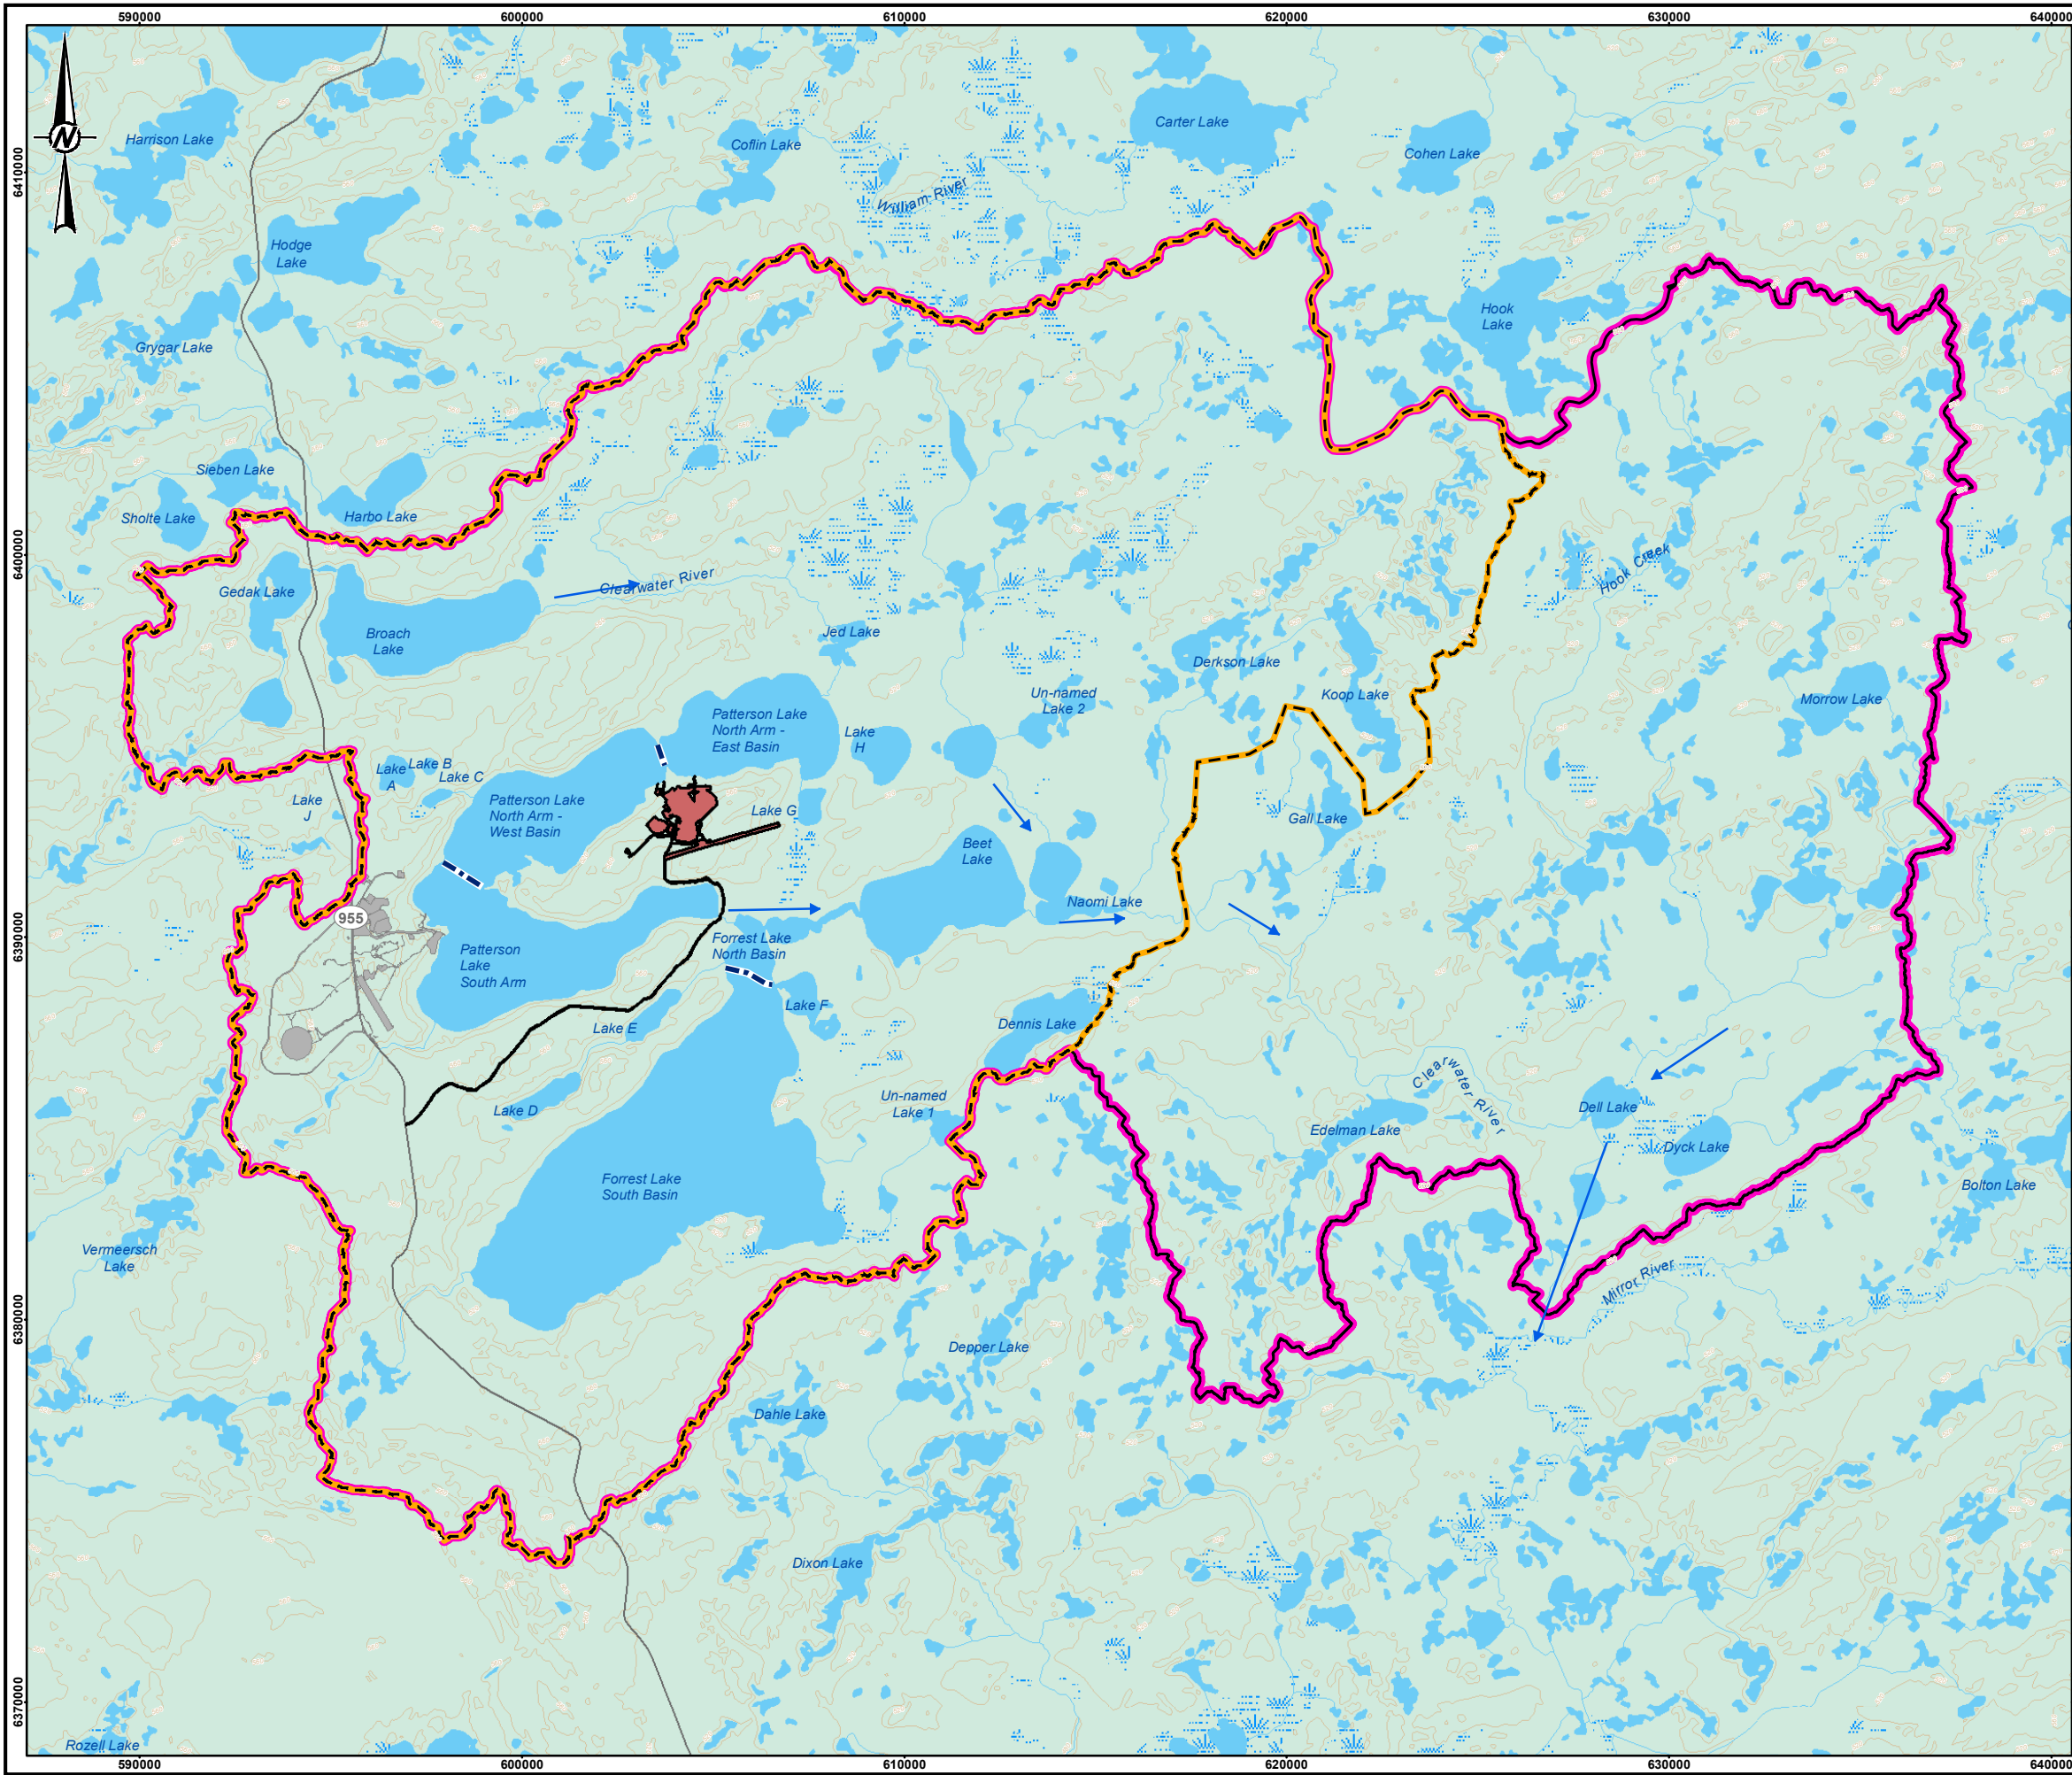 590000
600000
610000
620000
630000
640000
N
6410000
6400000
6390000
6380000
6370000
Harrison Lake
Coflin Lake
Carter Lake
Cohen Lake
William River
Hodge
Lake
Hook
Lake
Grygar Lake
Sieben Lake
Sholte Lake
Harbo Lake
Gedak Lake
Clearwater River
Hook Creek
Broach
Lake
Jed Lake
Derkson Lake
Un-named
Lake 2
Koop Lake
Morrow Lake
Patterson Lake
North Arm -
East Basin
Lake
H
Lake
A
Lake B
Lake C
Lake
J
Patterson Lake
North Arm -
West Basin
Lake G
Gall Lake
Beet
Lake
Naomi Lake
955
Patterson
Lake
South Arm
Forrest Lake
North Basin
Lake F
Lake E
Dennis Lake
Lake D
Un-named
Lake 1
Clearwater River
Dell Lake
Edelman Lake
Dyck Lake
Forrest Lake
South Basin
Bolton Lake
Vermeersch
Lake
Mirror River
Depper Lake
Dahle Lake
Dixon Lake
Rozell Lake
590000
600000
610000
620000
630000
640000